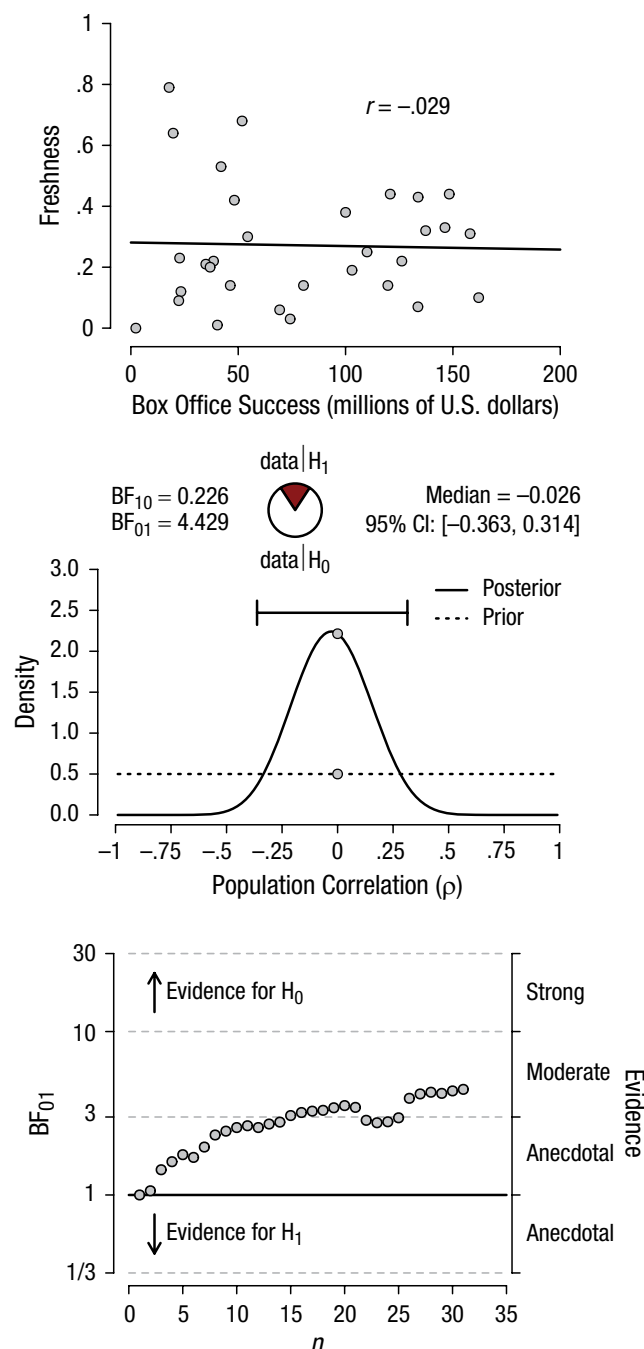 1
.8
.6
.4
.2
0
Freshness
r = –.029
0 50 100 150 200
Box Office Success (millions of U.S. dollars)
data|H1
BF10 = 0.226
BF01 = 4.429
Median = –0.026
95% CI: [–0.363, 0.314]
data|H0
3.0
2.5
2.0
1.5
1.0
0.5
0.0
Density
Posterior
Prior
–1 –.75 –.5 –.25 0 .25 .5 .75 1
Population Correlation (ρ)
30
10
3
1
1/3
BF01
Evidence for H0
Evidence for H1
Strong
Moderate
Anecdotal
Anecdotal
Evidence
0 5 10 15 20 25 30 35
n